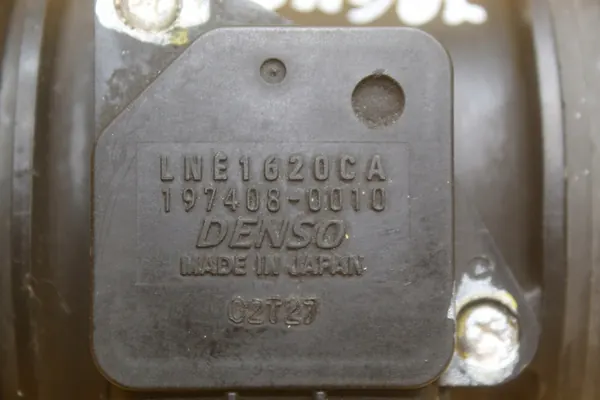 LNE1620CA
197408-0010
DENSO
MADE IN JAPAN
02T27